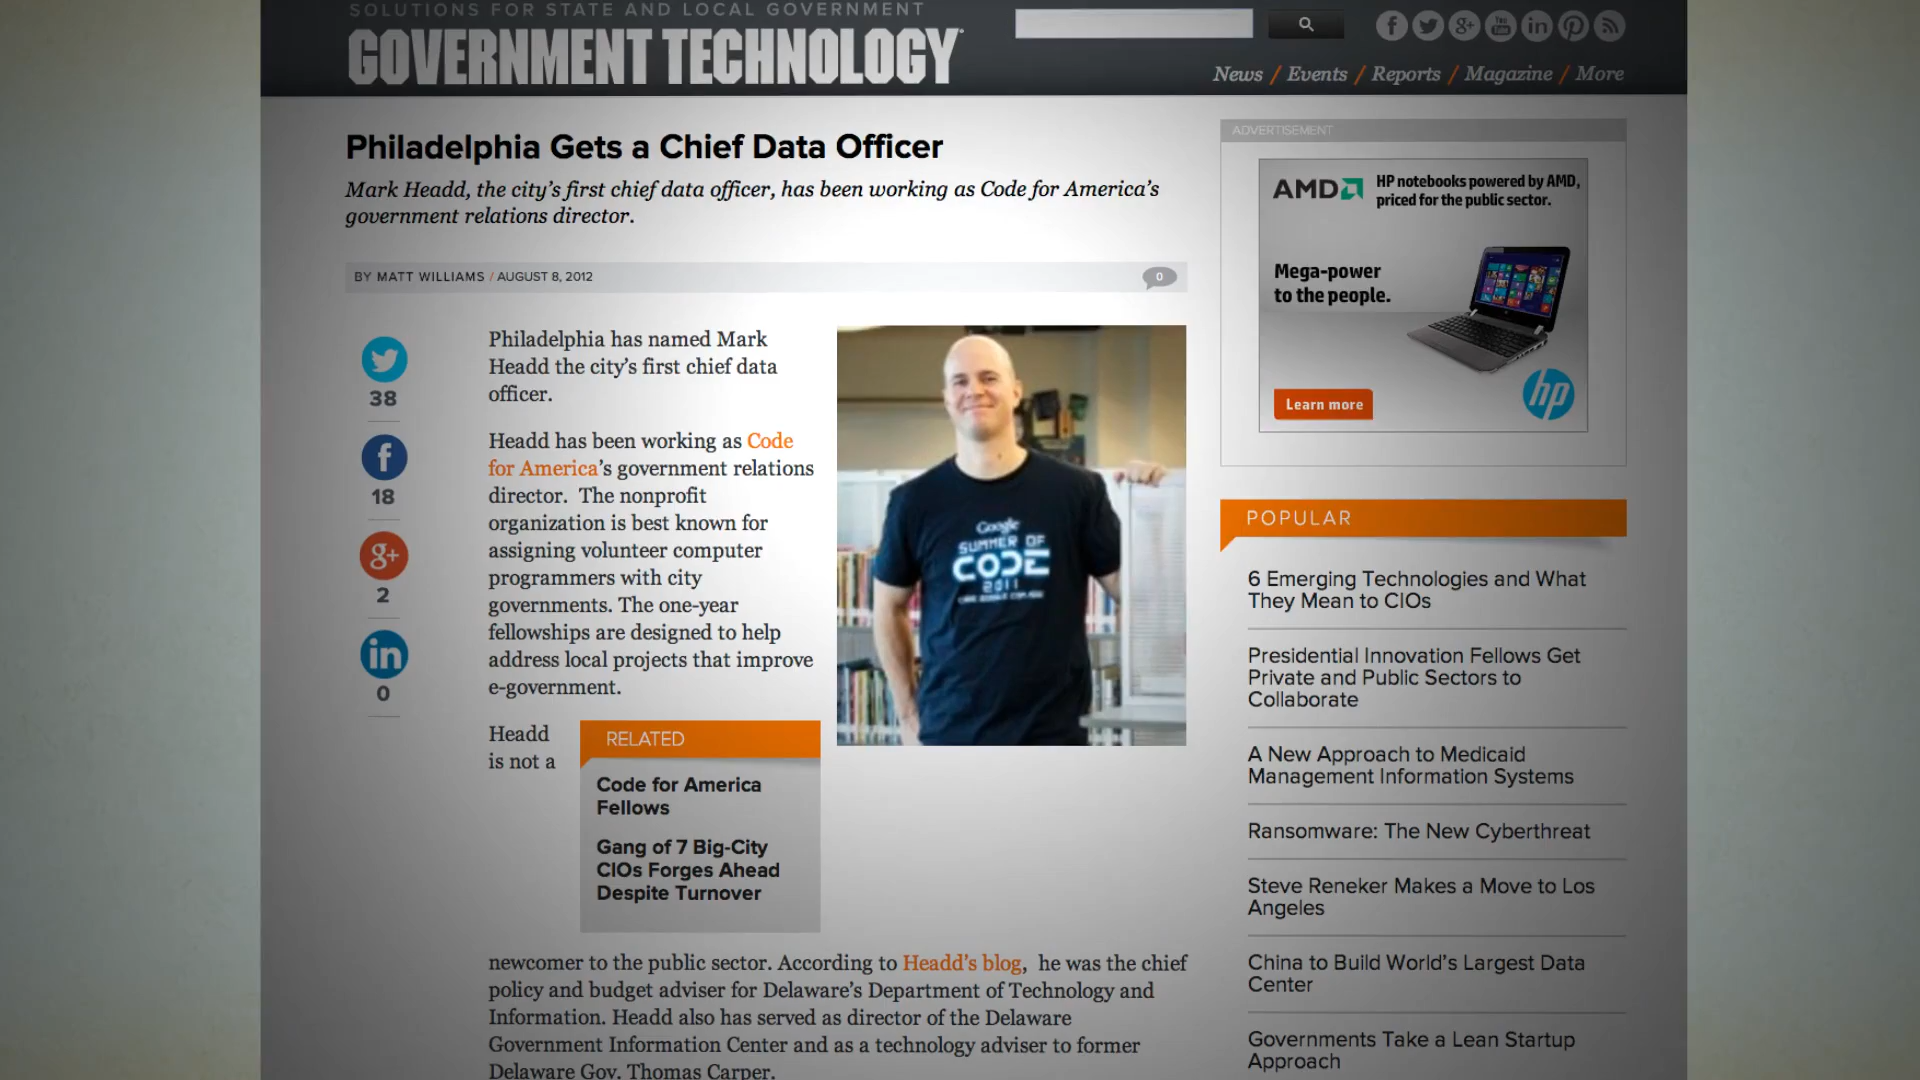 SOLUTIONS FOR STATE AND LOCAL GOVERNMENT
GOVERNMENT TECHNOLOGY
News / Events / Reports / Magazine / More
Philadelphia Gets a Chief Data Officer
Mark Headd, the city's first chief data officer, has been working as Code for America's
government relations director.
BY MATT WILLIAMS / AUGUST 8, 2012
0
38
18
2
0
Philadelphia has named Mark
Headd the city's first chief data
officer.
Headd has been working as Code
for America's government relations
director.  The nonprofit
organization is best known for
assigning volunteer computer
programmers with city
governments. The one-year
fellowships are designed to help
address local projects that improve
e-government.
Headd
is not a
RELATED
Code for America
Fellows
Gang of 7 Big-City
CIOs Forges Ahead
Despite Turnover
newcomer to the public sector. According to Headd's blog,  he was the chief
policy and budget adviser for Delaware's Department of Technology and
Information. Headd also has served as director of the Delaware
Government Information Center and as a technology adviser to former
Delaware Gov. Thomas Carper.
Google
SUMMER OF
CODE
2011
ADVERTISEMENT
AMD
HP notebooks powered by AMD,
priced for the public sector.
Mega-power
to the people.
Learn more
hp
POPULAR
6 Emerging Technologies and What
They Mean to CIOs
Presidential Innovation Fellows Get
Private and Public Sectors to
Collaborate
A New Approach to Medicaid
Management Information Systems
Ransomware: The New Cyberthreat
Steve Reneker Makes a Move to Los
Angeles
China to Build World's Largest Data
Center
Governments Take a Lean Startup
Approach